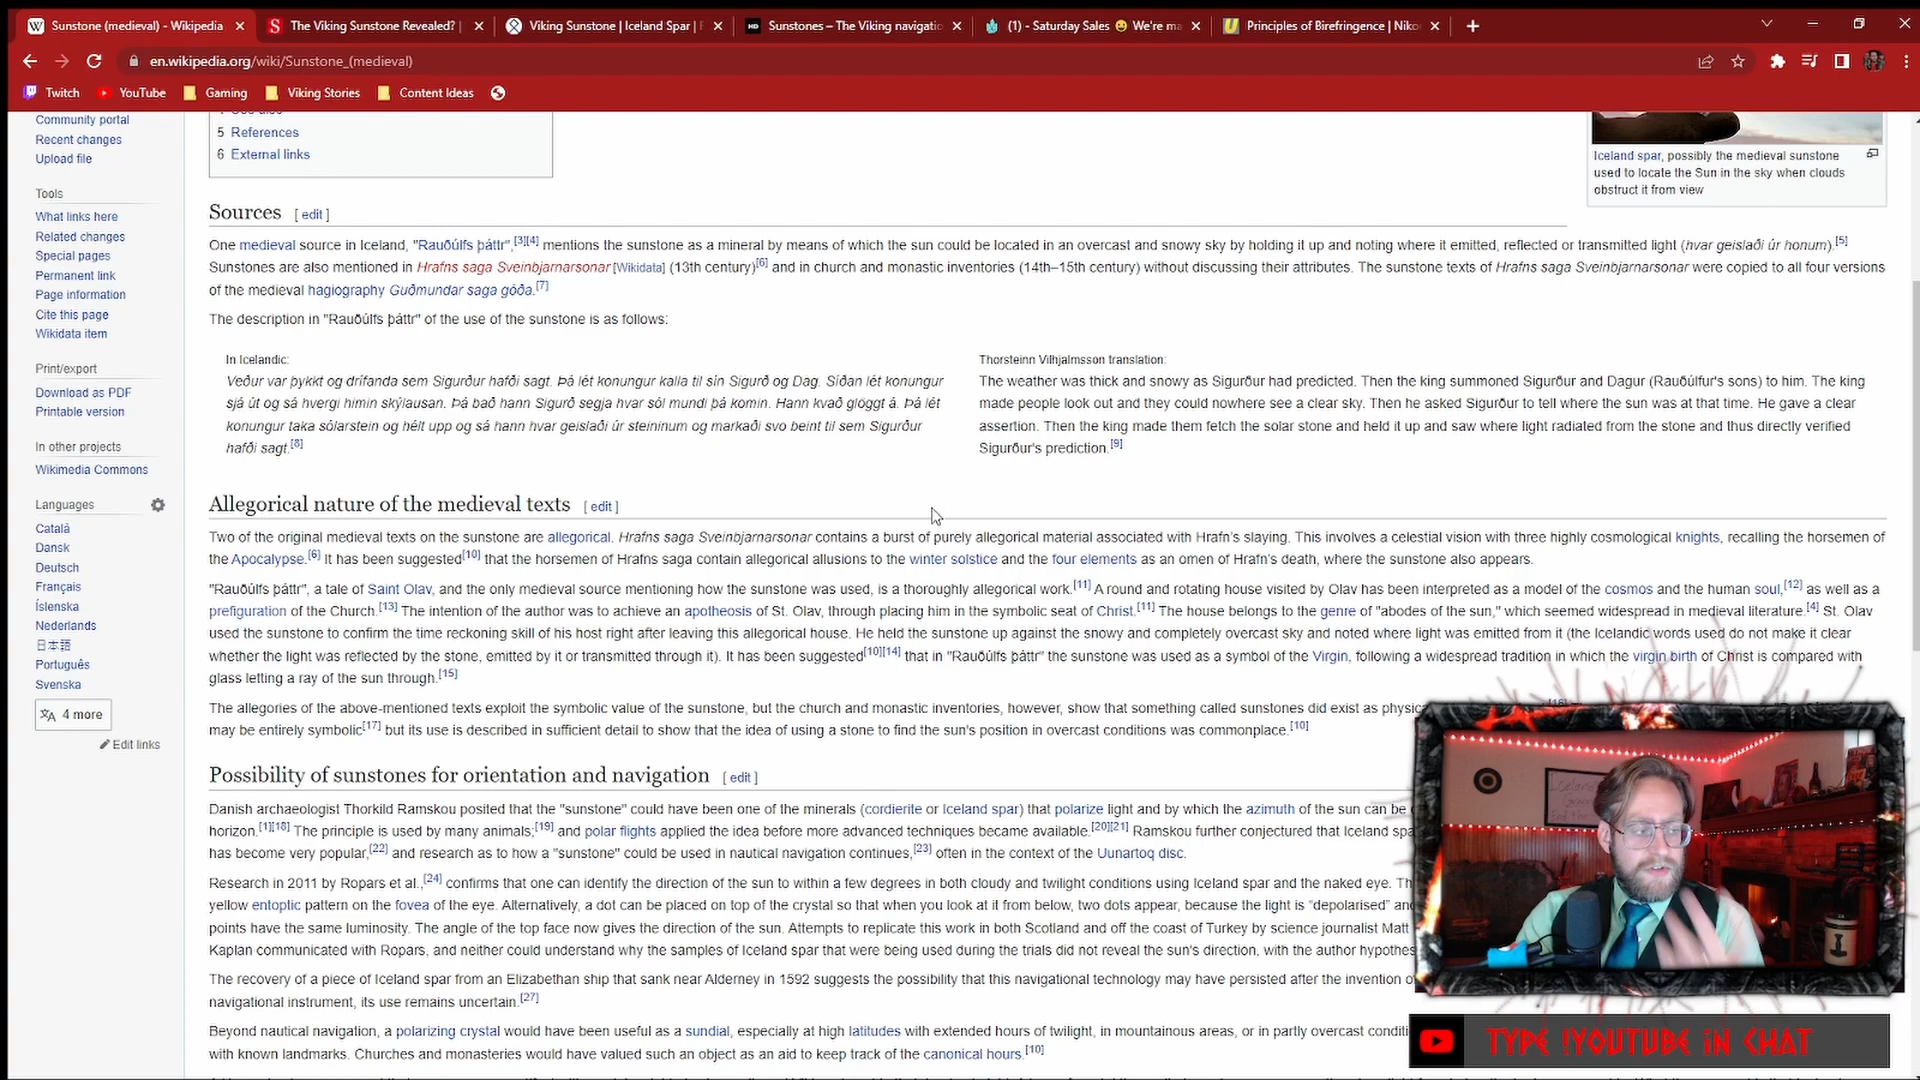 Sunstone (medieval) - Wikipedia
The Viking Sunstone Revealed? |
Viking Sunstone | Iceland Spar |
Sunstones – The Viking navigatio
(1) - Saturday Sales 😀 We're ma
Principles of Birefringence | Niko
en.wikipedia.org/wiki/Sunstone_(medieval)
Twitch YouTube Gaming Viking Stories Content Ideas
Community portal
Recent changes
Upload file
Tools
What links here
Related changes
Special pages
Permanent link
Page information
Cite this page
Wikidata item
Print/export
Download as PDF
Printable version
In other projects
Wikimedia Commons
Languages
Català
Dansk
Deutsch
Français
Íslenska
Nederlands
日本語
Português
Svenska
4 more
Edit links
5 References
6 External links
Iceland spar, possibly the medieval sunstone
used to locate the Sun in the sky when clouds
obstruct it from view
Sources [ edit ]
One medieval source in Iceland, "Rauðúlfs þáttr",[3][4] mentions the sunstone as a mineral by means of which the sun could be located in an overcast and snowy sky by holding it up and noting where it emitted, reflected or transmitted light (hvar geislaði úr honum).[5]
Sunstones are also mentioned in Hrafns saga Sveinbjarnarsonar [Wikidata] (13th century)[6] and in church and monastic inventories (14th–15th century) without discussing their attributes. The sunstone texts of Hrafns saga Sveinbjarnarsonar were copied to all four versions
of the medieval hagiography Guðmundar saga góða.[7]
The description in "Rauðúlfs þáttr" of the use of the sunstone is as follows:
In Icelandic:
Veður var þykkt og drífanda sem Sigurður hafði sagt. Þá lét konungur kalla til sín Sigurð og Dag. Síðan lét konungur
sjá út og sá hvergi himin skýlausan. Þá bað hann Sigurð segja hvar sól mundi þá komin. Hann kvað glöggt á. Þá lét
konungur taka sólarstein og hélt upp og sá hann hvar geislaði úr steininum og markaði svo beint til sem Sigurður
hafði sagt.[8]
Thorsteinn Vilhjalmsson translation:
The weather was thick and snowy as Sigurður had predicted. Then the king summoned Sigurður and Dagur (Rauðúlfur's sons) to him. The king
made people look out and they could nowhere see a clear sky. Then he asked Sigurður to tell where the sun was at that time. He gave a clear
assertion. Then the king made them fetch the solar stone and held it up and saw where light radiated from the stone and thus directly verified
Sigurður's prediction.[9]
Allegorical nature of the medieval texts [ edit ]
Two of the original medieval texts on the sunstone are allegorical. Hrafns saga Sveinbjarnarsonar contains a burst of purely allegorical material associated with Hrafn's slaying. This involves a celestial vision with three highly cosmological knights, recalling the horsemen of
the Apocalypse.[6] It has been suggested[10] that the horsemen of Hrafns saga contain allegorical allusions to the winter solstice and the four elements as an omen of Hrafn's death, where the sunstone also appears.
"Rauðúlfs þáttr", a tale of Saint Olav, and the only medieval source mentioning how the sunstone was used, is a thoroughly allegorical work.[11] A round and rotating house visited by Olav has been interpreted as a model of the cosmos and the human soul,[12] as well as a
prefiguration of the Church.[13] The intention of the author was to achieve an apotheosis of St. Olav, through placing him in the symbolic seat of Christ.[11] The house belongs to the genre of "abodes of the sun," which seemed widespread in medieval literature.[4] St. Olav
used the sunstone to confirm the time reckoning skill of his host right after leaving this allegorical house. He held the sunstone up against the snowy and completely overcast sky and noted where light was emitted from it (the Icelandic words used do not make it clear
whether the light was reflected by the stone, emitted by it or transmitted through it). It has been suggested[10][14] that in "Rauðúlfs þáttr" the sunstone was used as a symbol of the Virgin, following a widespread tradition in which the virgin birth of Christ is compared with
glass letting a ray of the sun through.[15]
The allegories of the above-mentioned texts exploit the symbolic value of the sunstone, but the church and monastic inventories, however, show that something called sunstones did exist as physica
may be entirely symbolic[17] but its use is described in sufficient detail to show that the idea of using a stone to find the sun's position in overcast conditions was commonplace.[10]
Possibility of sunstones for orientation and navigation [ edit ]
Danish archaeologist Thorkild Ramskou posited that the "sunstone" could have been one of the minerals (cordierite or Iceland spar) that polarize light and by which the azimuth of the sun can be
horizon.[1][18] The principle is used by many animals;[19] and polar flights applied the idea before more advanced techniques became available.[20][21] Ramskou further conjectured that Iceland spa
has become very popular,[22] and research as to how a "sunstone" could be used in nautical navigation continues,[23] often in the context of the Uunartoq disc.
Research in 2011 by Ropars et al.,[24] confirms that one can identify the direction of the sun to within a few degrees in both cloudy and twilight conditions using Iceland spar and the naked eye. Th
yellow entoptic pattern on the fovea of the eye. Alternatively, a dot can be placed on top of the crystal so that when you look at it from below, two dots appear, because the light is "depolarised" an
points have the same luminosity. The angle of the top face now gives the direction of the sun. Attempts to replicate this work in both Scotland and off the coast of Turkey by science journalist Matt
Kaplan communicated with Ropars, and neither could understand why the samples of Iceland spar that were being used during the trials did not reveal the sun's direction, with the author hypothes
The recovery of a piece of Iceland spar from an Elizabethan ship that sank near Alderney in 1592 suggests the possibility that this navigational technology may have persisted after the invention o
navigational instrument, its use remains uncertain.[27]
Beyond nautical navigation, a polarizing crystal would have been useful as a sundial, especially at high latitudes with extended hours of twilight, in mountainous areas, or in partly overcast conditi
with known landmarks. Churches and monasteries would have valued such an object as an aid to keep track of the canonical hours.[10]
TYPE !YOUTUBE IN CHAT